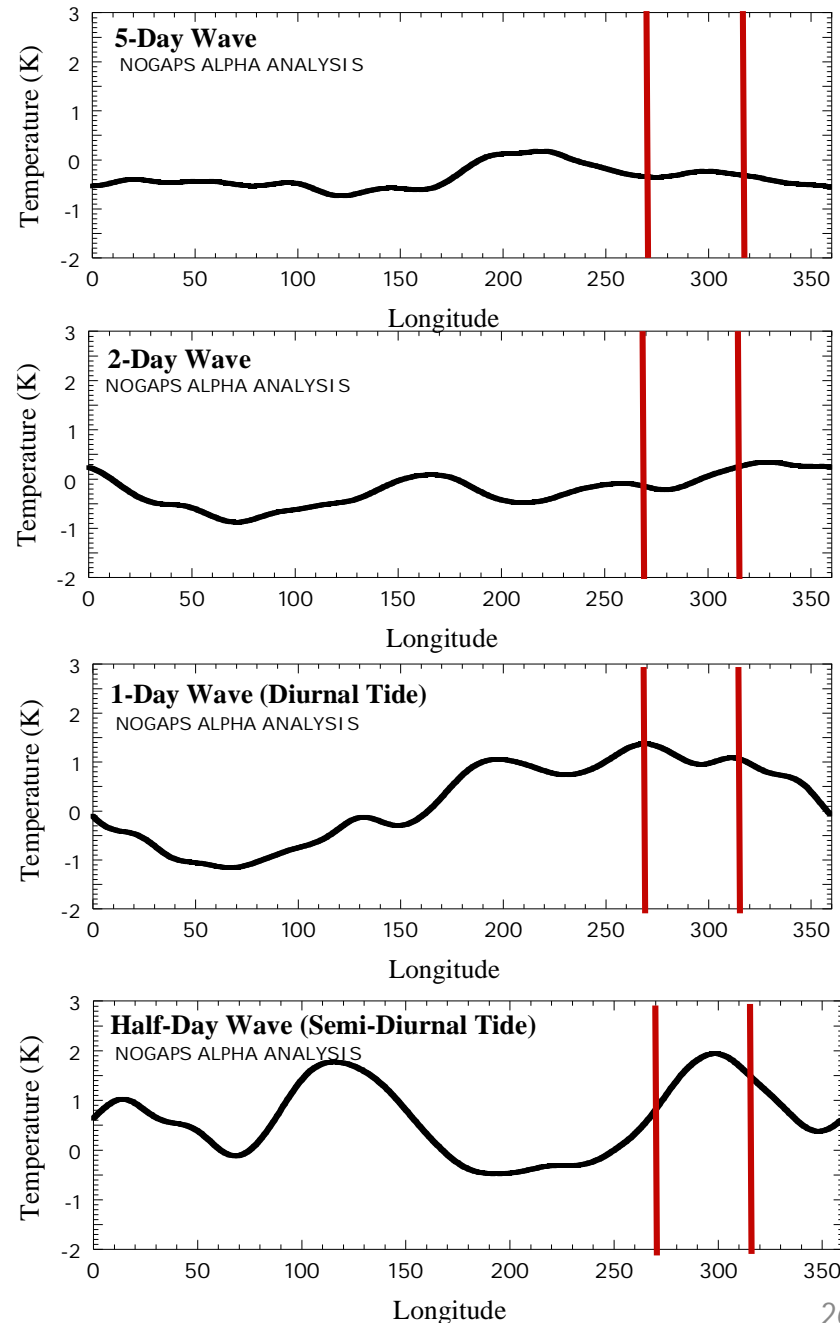 5-Day Wave
NOGAPS ALPHA ANALYSIS
Temperature (K)
3
2
1
0
-1
-2
0 50 100 150 200 250 300 350
Longitude
2-Day Wave
NOGAPS ALPHA ANALYSIS
Temperature (K)
3
2
1
0
-1
-2
0 50 100 150 200 250 300 350
Longitude
1-Day Wave (Diurnal Tide)
NOGAPS ALPHA ANALYSIS
Temperature (K)
3
2
1
0
-1
-2
0 50 100 150 200 250 300 350
Longitude
Half-Day Wave (Semi-Diurnal Tide)
NOGAPS ALPHA ANALYSIS
Temperature (K)
3
2
1
0
-1
-2
0 50 100 150 200 250 300 350
Longitude